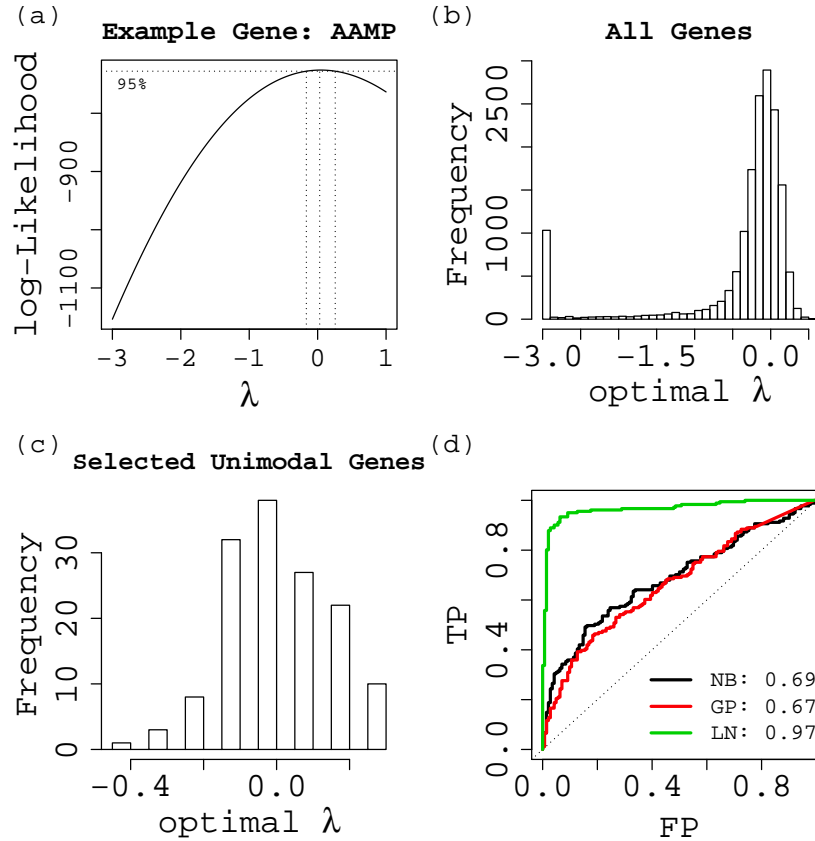 (a)
Example Gene: AAMP
95%
log-Likelihood
-900
-1100
-3 -2 -1 0 1
λ
(b)
All Genes
Frequency
0 1000 2500
-3.0 -1.5 0.0
optimal λ
(c)
Selected Unimodal Genes
Frequency
0 10 20 30
-0.4 0.0
optimal λ
(d)
TP
0.0 0.4 0.8
NB: 0.69
GP: 0.67
LN: 0.97
0.0 0.4 0.8
FP